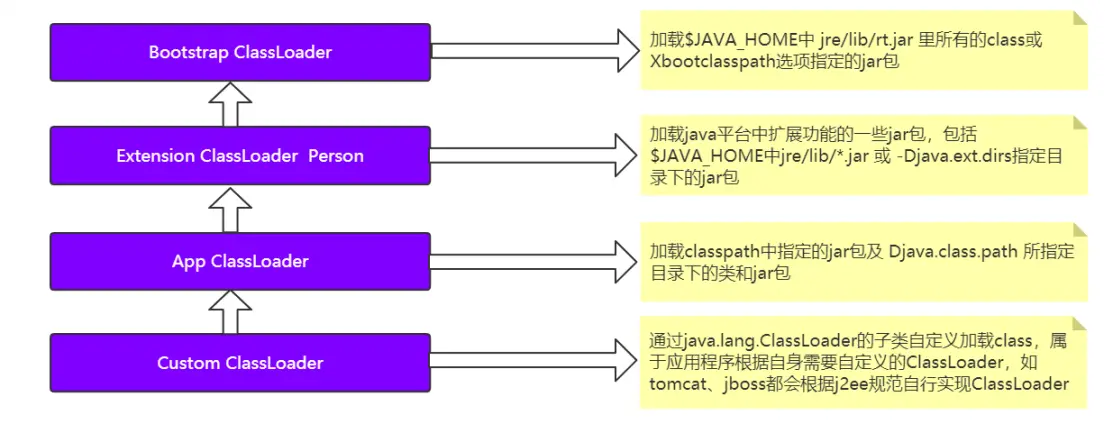 Bootstrap ClassLoader
加载$JAVA_HOME中 jre/lib/rt.jar 里所有的class或
Xbootclasspath选项指定的jar包
Extension ClassLoader  Person
加载java平台中扩展功能的一些jar包，包括
$JAVA_HOME中jre/lib/*.jar 或 -Djava.ext.dirs指定目
录下的jar包
App ClassLoader
加载classpath中指定的jar包及 Djava.class.path 所指定
目录下的类和jar包
Custom ClassLoader
通过java.lang.ClassLoader的子类自定义加载class，属
于应用程序根据自身需要自定义的ClassLoader，如
tomcat、jboss都会根据j2ee规范自行实现ClassLoader